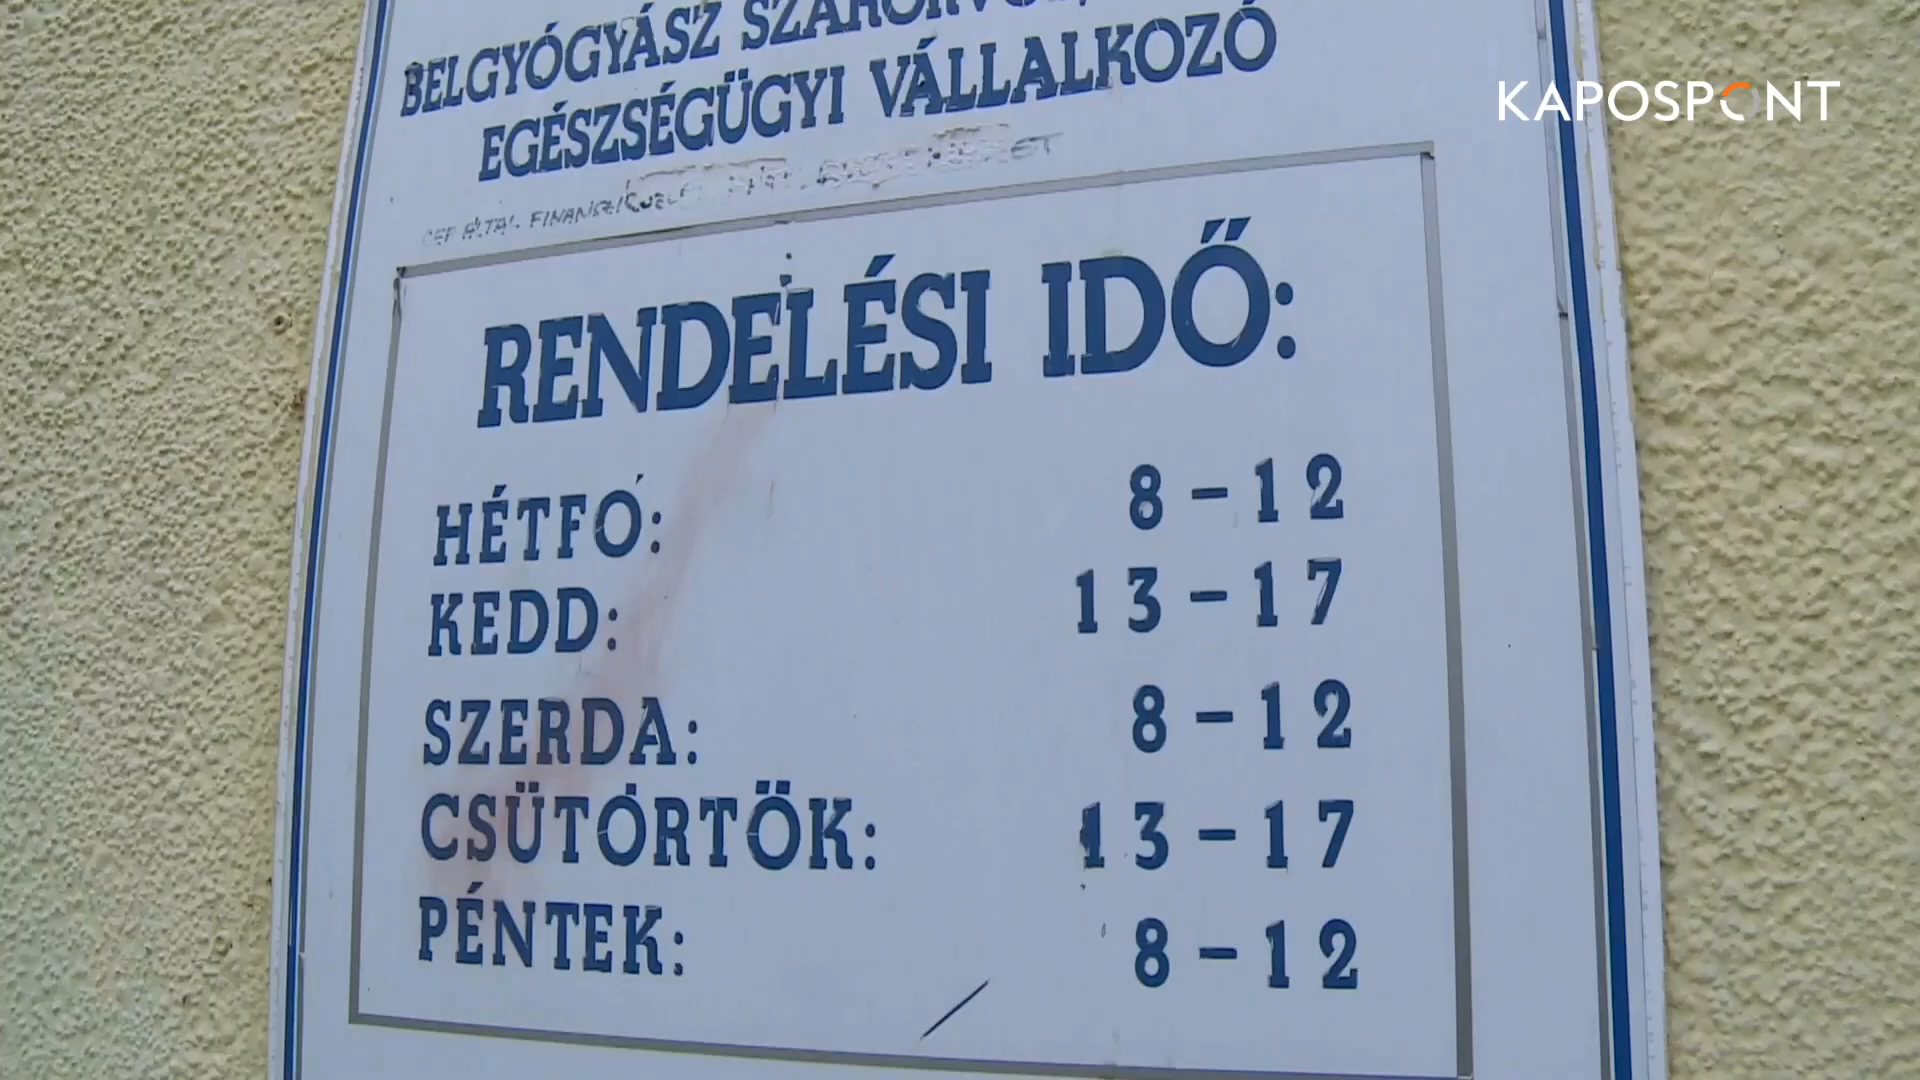 BELGYÓGYÁSZ
KAPOSPONT
EGÉSZSÉGÜGYI VÁLLALKOZÓ
RENDELÉSI IDŐ:
HÉTFŐ: 8-12
KEDD: 13-17
SZERDA: 8-12
CSÜTÖRTÖK: 13-17
PÉNTEK: 8-12